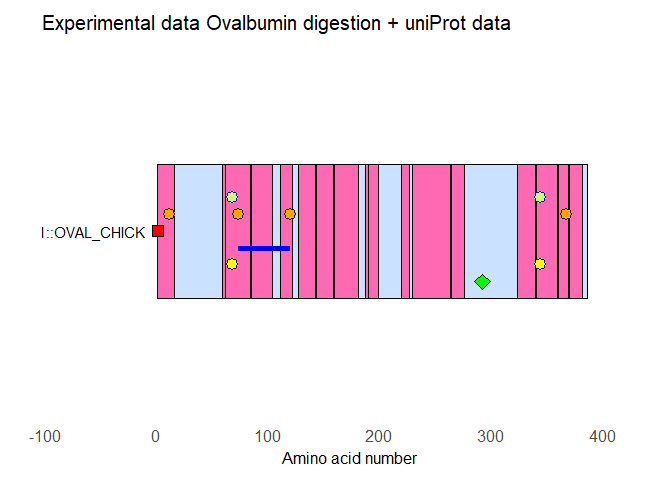 Experimental data Ovalbumin digestion + uniProt data
I::OVAL_CHICK
-100 0 100 200 300 400
Amino acid number